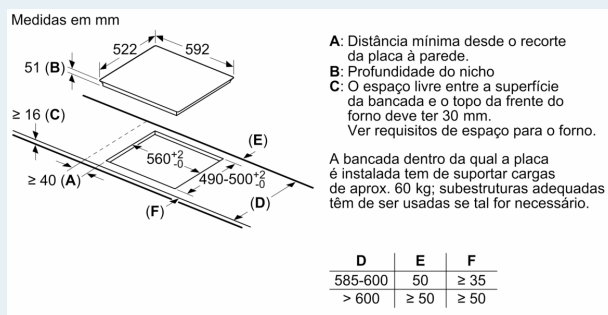 Medidas em mm
522
592
51 (B)
≥ 16 (C)
(E)
560 +2 -0
490-500 +2 -0
≥ 40 (A)
(D)
(F)
A: Distância mínima desde o recorte
da placa à parede.
B: Profundidade do nicho
C: O espaço livre entre a superfície
da bancada e o topo da frente do
forno deve ter 30 mm.
Ver requisitos de espaço para o forno.
A bancada dentro da qual a placa
é instalada tem de suportar cargas
de aprox. 60 kg; subestruturas adequadas
têm de ser usadas se tal for necessário.
D E F
585-600 50 ≥ 35
> 600 ≥ 50 ≥ 50